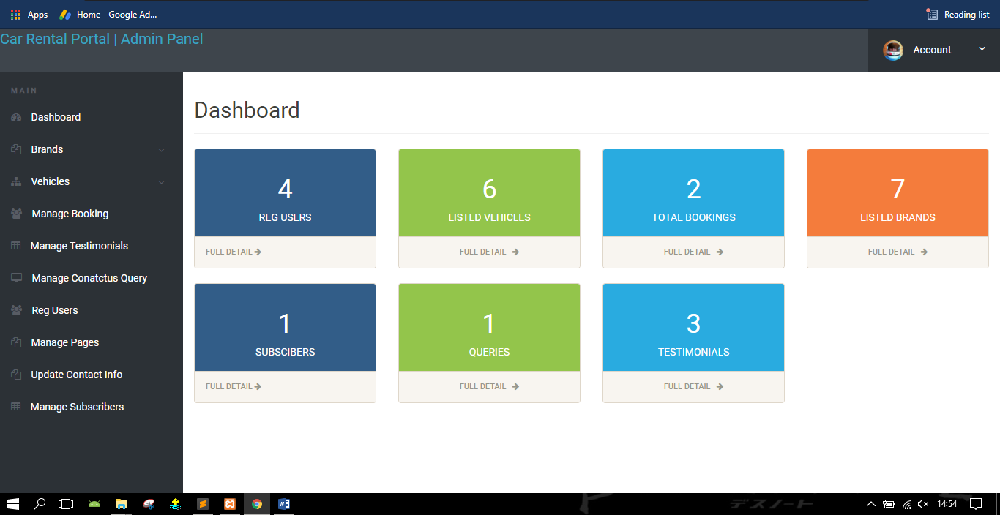 Apps
Home - Google Ad...
Reading list
Car Rental Portal | Admin Panel
Account
MAIN
Dashboard
Brands
Vehicles
Manage Booking
Manage Testimonials
Manage Conatctus Query
Reg Users
Manage Pages
Update Contact Info
Manage Subscribers
Dashboard
4
REG USERS
FULL DETAIL
6
LISTED VEHICLES
FULL DETAIL
2
TOTAL BOOKINGS
FULL DETAIL
7
LISTED BRANDS
FULL DETAIL
1
SUBSCIBERS
FULL DETAIL
1
QUERIES
FULL DETAIL
3
TESTIMONIALS
FULL DETAIL
デスノート
14:54